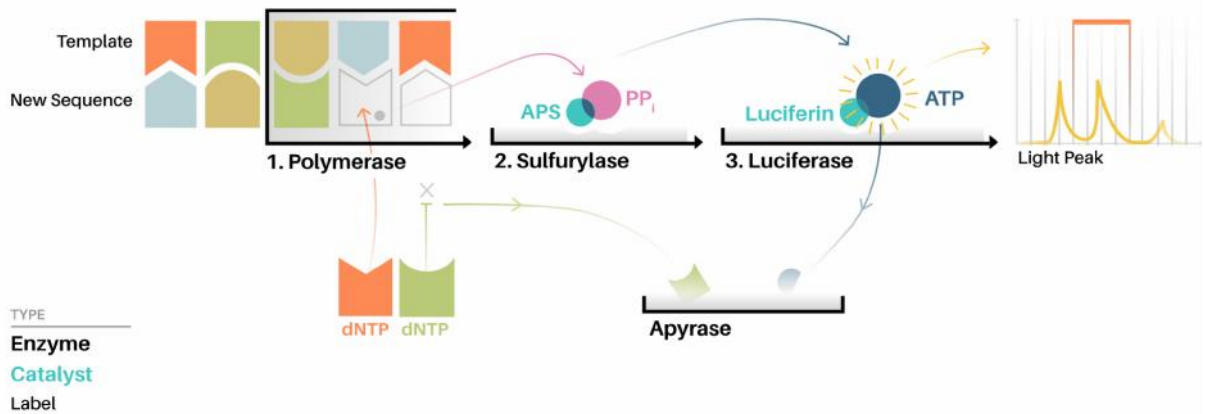 Template
New Sequence
1. Polymerase
APS
PPi
2. Sulfurylase
Luciferin
ATP
3. Luciferase
Light Peak
X
dNTP
dNTP
Apyrase
TYPE
Enzyme
Catalyst
Label